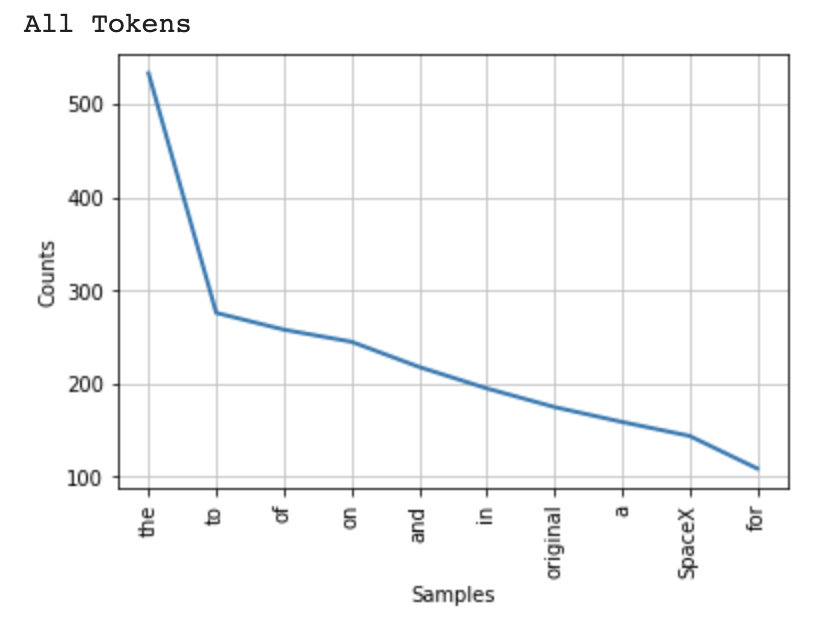 All Tokens
500
400
300
200
100
Counts
the
to
of
on
and
in
original
a
SpaceX
for
Samples